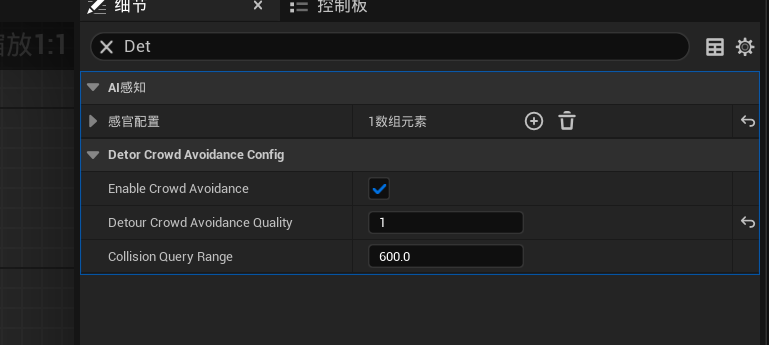 细节 控制板
缩放1:1
Det
AI感知
感官配置 1数组元素
Detor Crowd Avoidance Config
Enable Crowd Avoidance
Detour Crowd Avoidance Quality 1
Collision Query Range 600.0